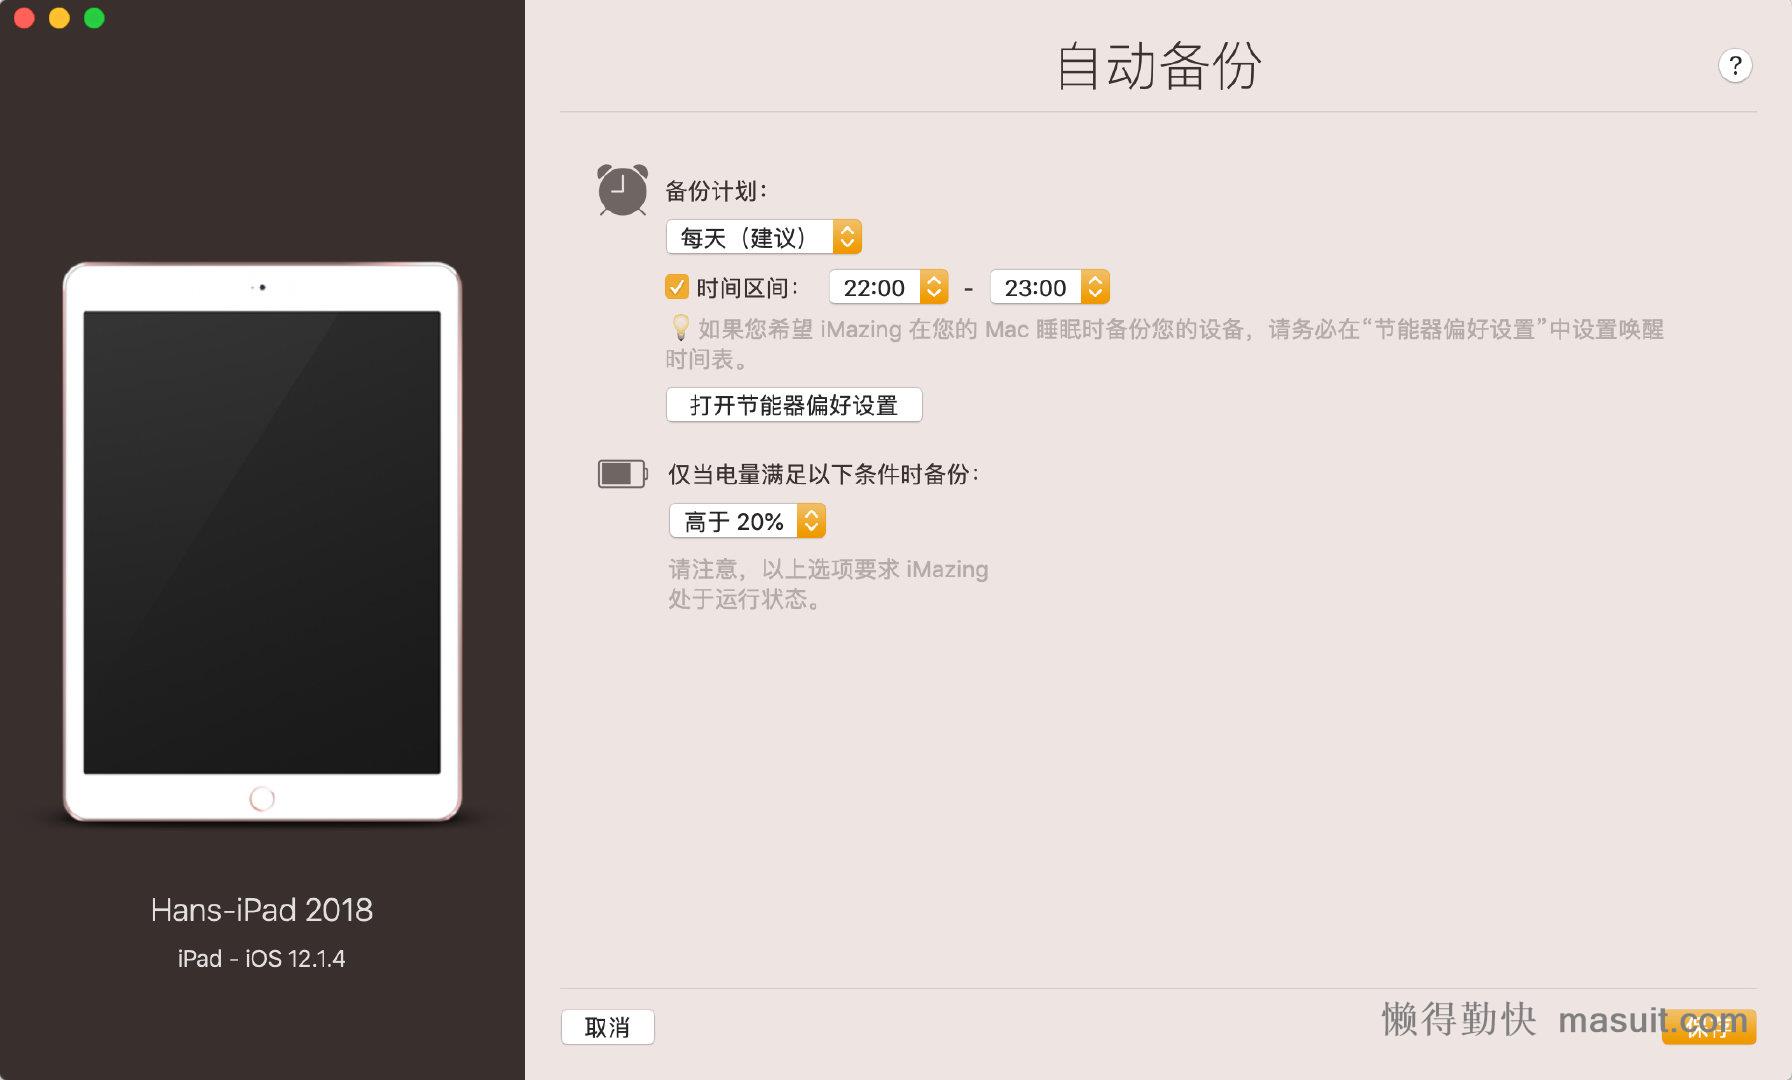 自动备份
?
备份计划：
每天（建议）
时间区间： 22:00 - 23:00
如果您希望 iMazing 在您的 Mac 睡眠时备份您的设备，请务必在“节能器偏好设置”中设置唤醒
时间表。
打开节能器偏好设置
仅当电量满足以下条件时备份：
高于 20%
请注意，以上选项要求 iMazing
处于运行状态。
Hans-iPad 2018
iPad - iOS 12.1.4
取消
保存
懒得勤快 masuit.com